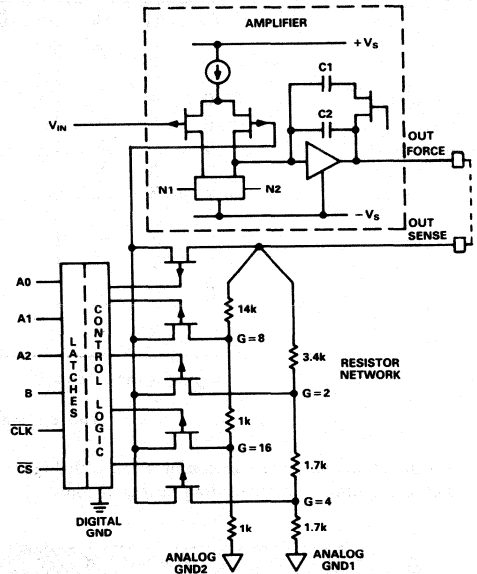 AMPLIFIER
+VS
C1
C2
VIN
OUT
FORCE
N1
N2
-VS
OUT
SENSE
A0
A1
A2
B
CLK
CS
LATCHES
CONTROL LOGIC
14k
G=8
3.4k
RESISTOR
NETWORK
G=2
1k
G=16
1.7k
G=4
1k
1.7k
DIGITAL
GND
ANALOG
GND2
ANALOG
GND1